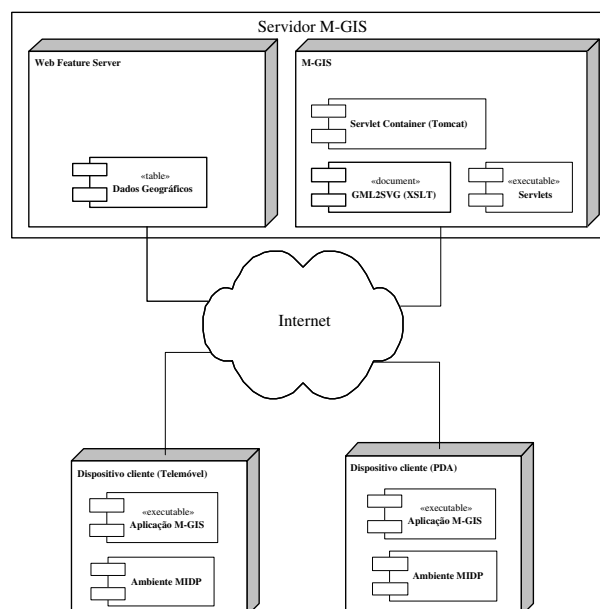 Servidor M-GIS
Web Feature Server
«table»
Dados Geográficos
M-GIS
Servlet Container (Tomcat)
«document»
GML2SVG (XSLT)
«executable»
Servlets
Internet
Dispositivo cliente (Telemóvel)
«executable»
Aplicação M-GIS
Ambiente MIDP
Dispositivo cliente (PDA)
«executable»
Aplicação M-GIS
Ambiente MIDP